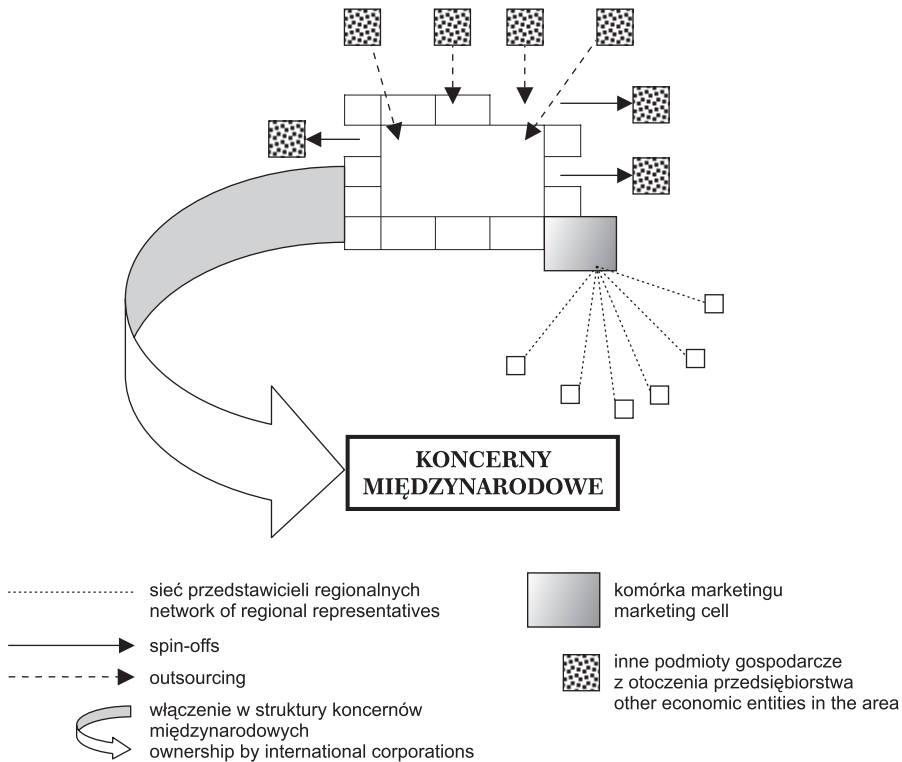 KONCERNY
MIĘDZYNARODOWE
sieć przedstawicieli regionalnych
network of regional representatives
spin-offs
outsourcing
włączenie w struktury koncernów
międzynarodowych
ownership by international corporations
komórka marketingu
marketing cell
inne podmioty gospodarcze
z otoczenia przedsiębiorstwa
other economic entities in the area